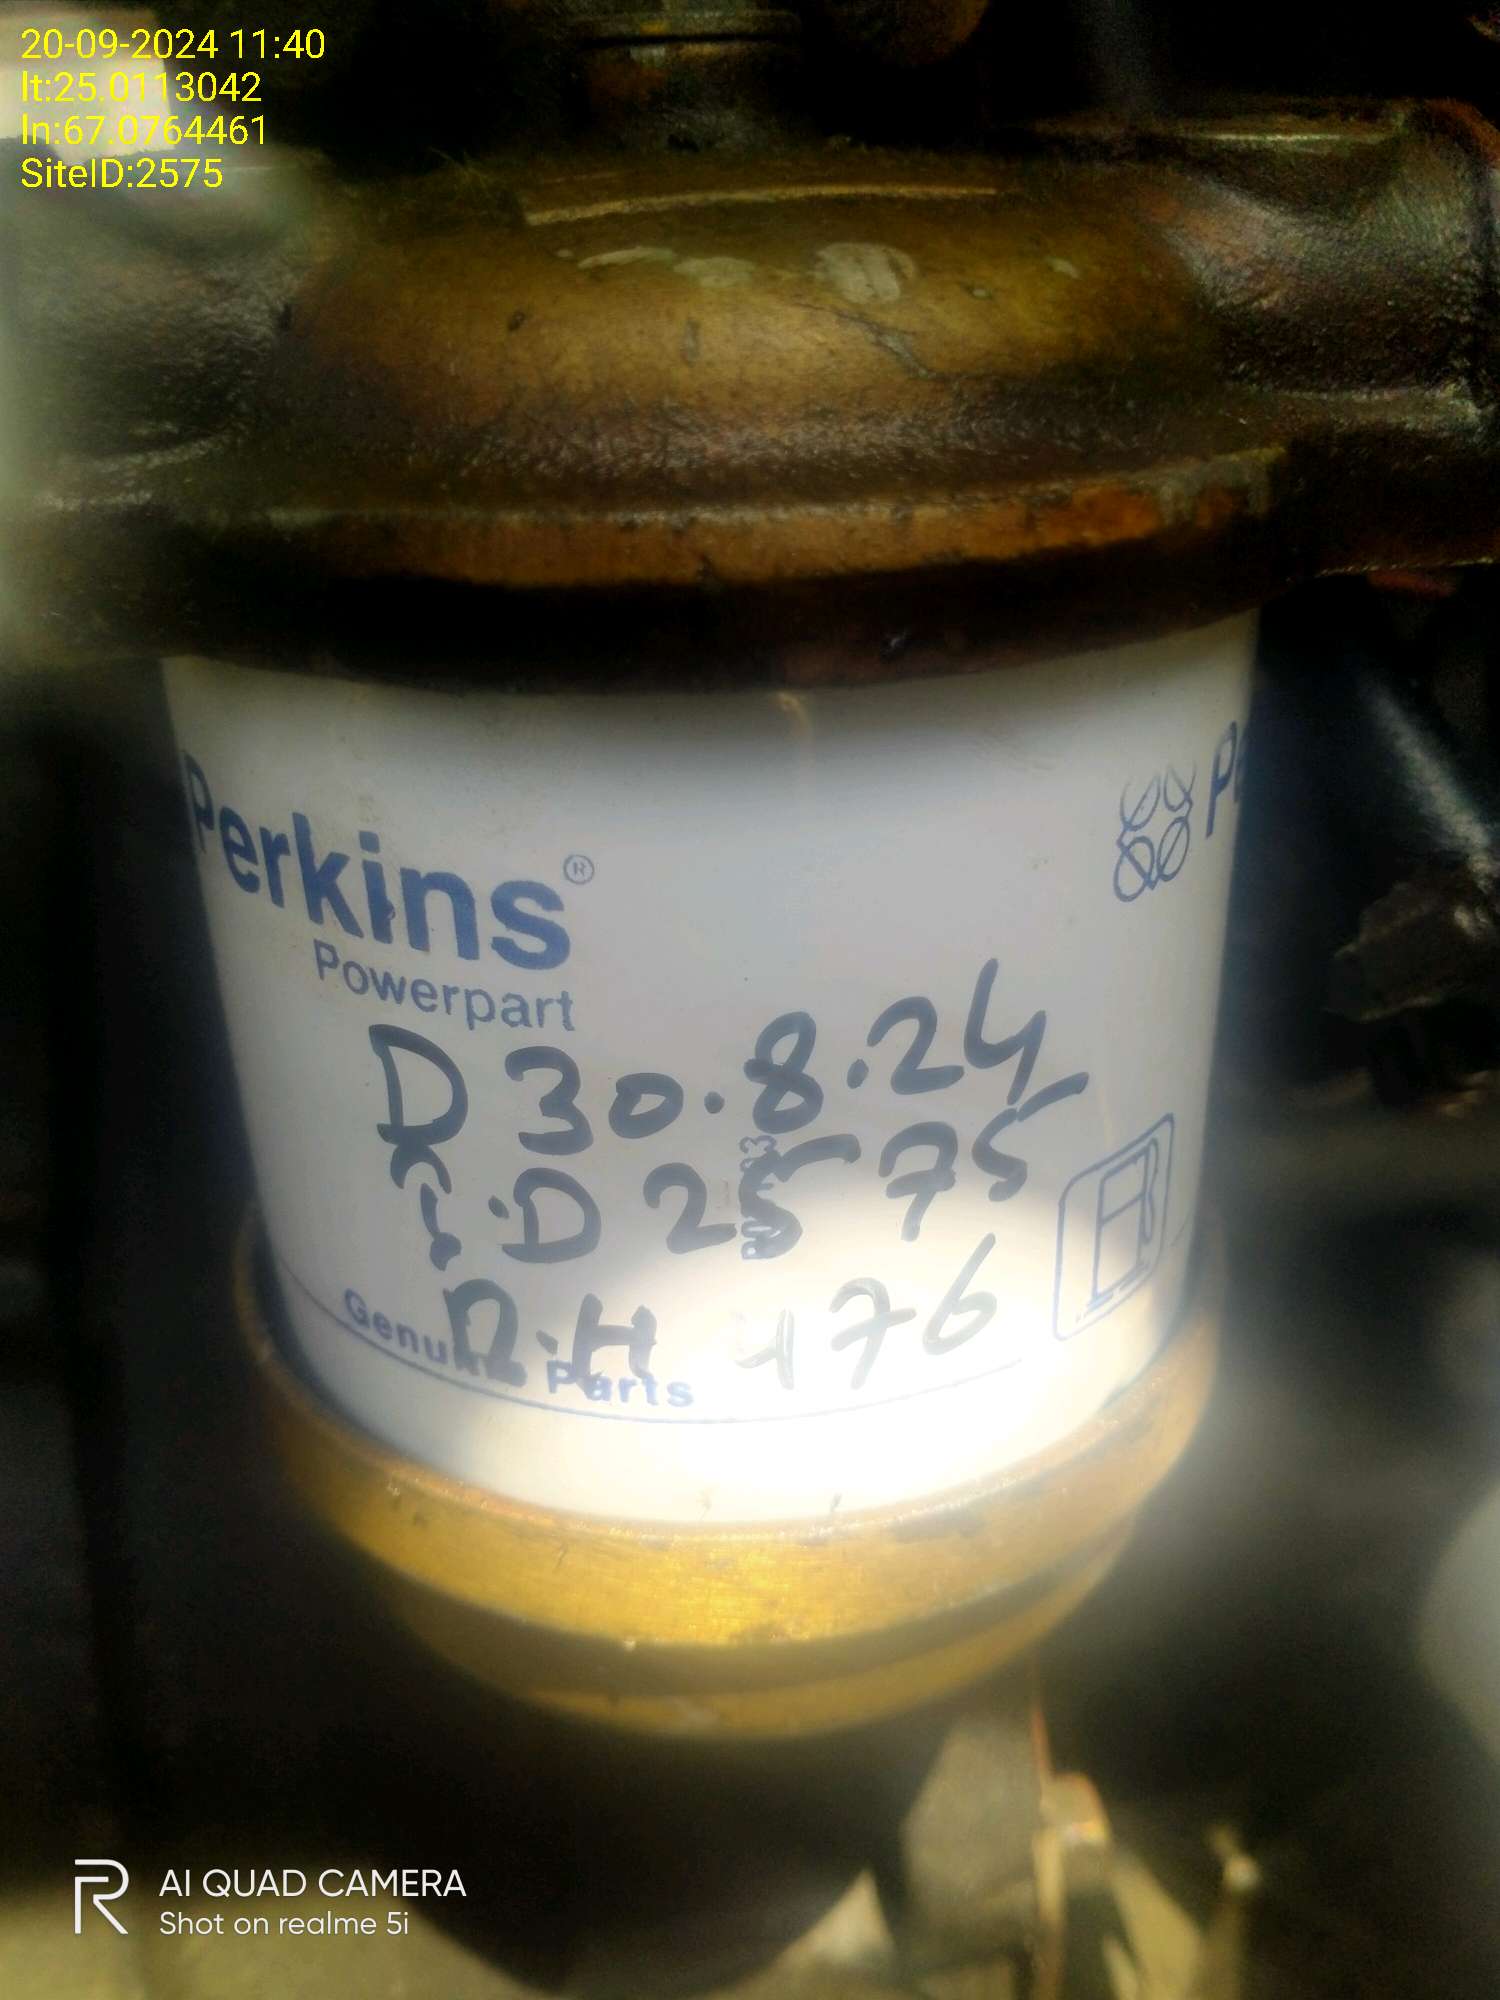 20-09-2024 11:40
lt:25.0113042
ln:67.0764461
SiteID:2575
Perkins®
Powerpart
D 30.8.24
I.D 2575
R.H 476
Genuine Parts
AI QUAD CAMERA
Shot on realme 5i